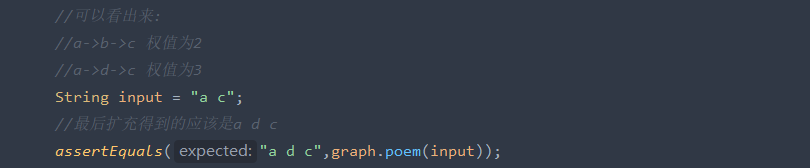 //可以看出来:
//a->b->c 权值为2
//a->d->c 权值为3
String input = "a c";
//最后扩充得到的应该是a d c
assertEquals( expected: "a d c",graph.poem(input));